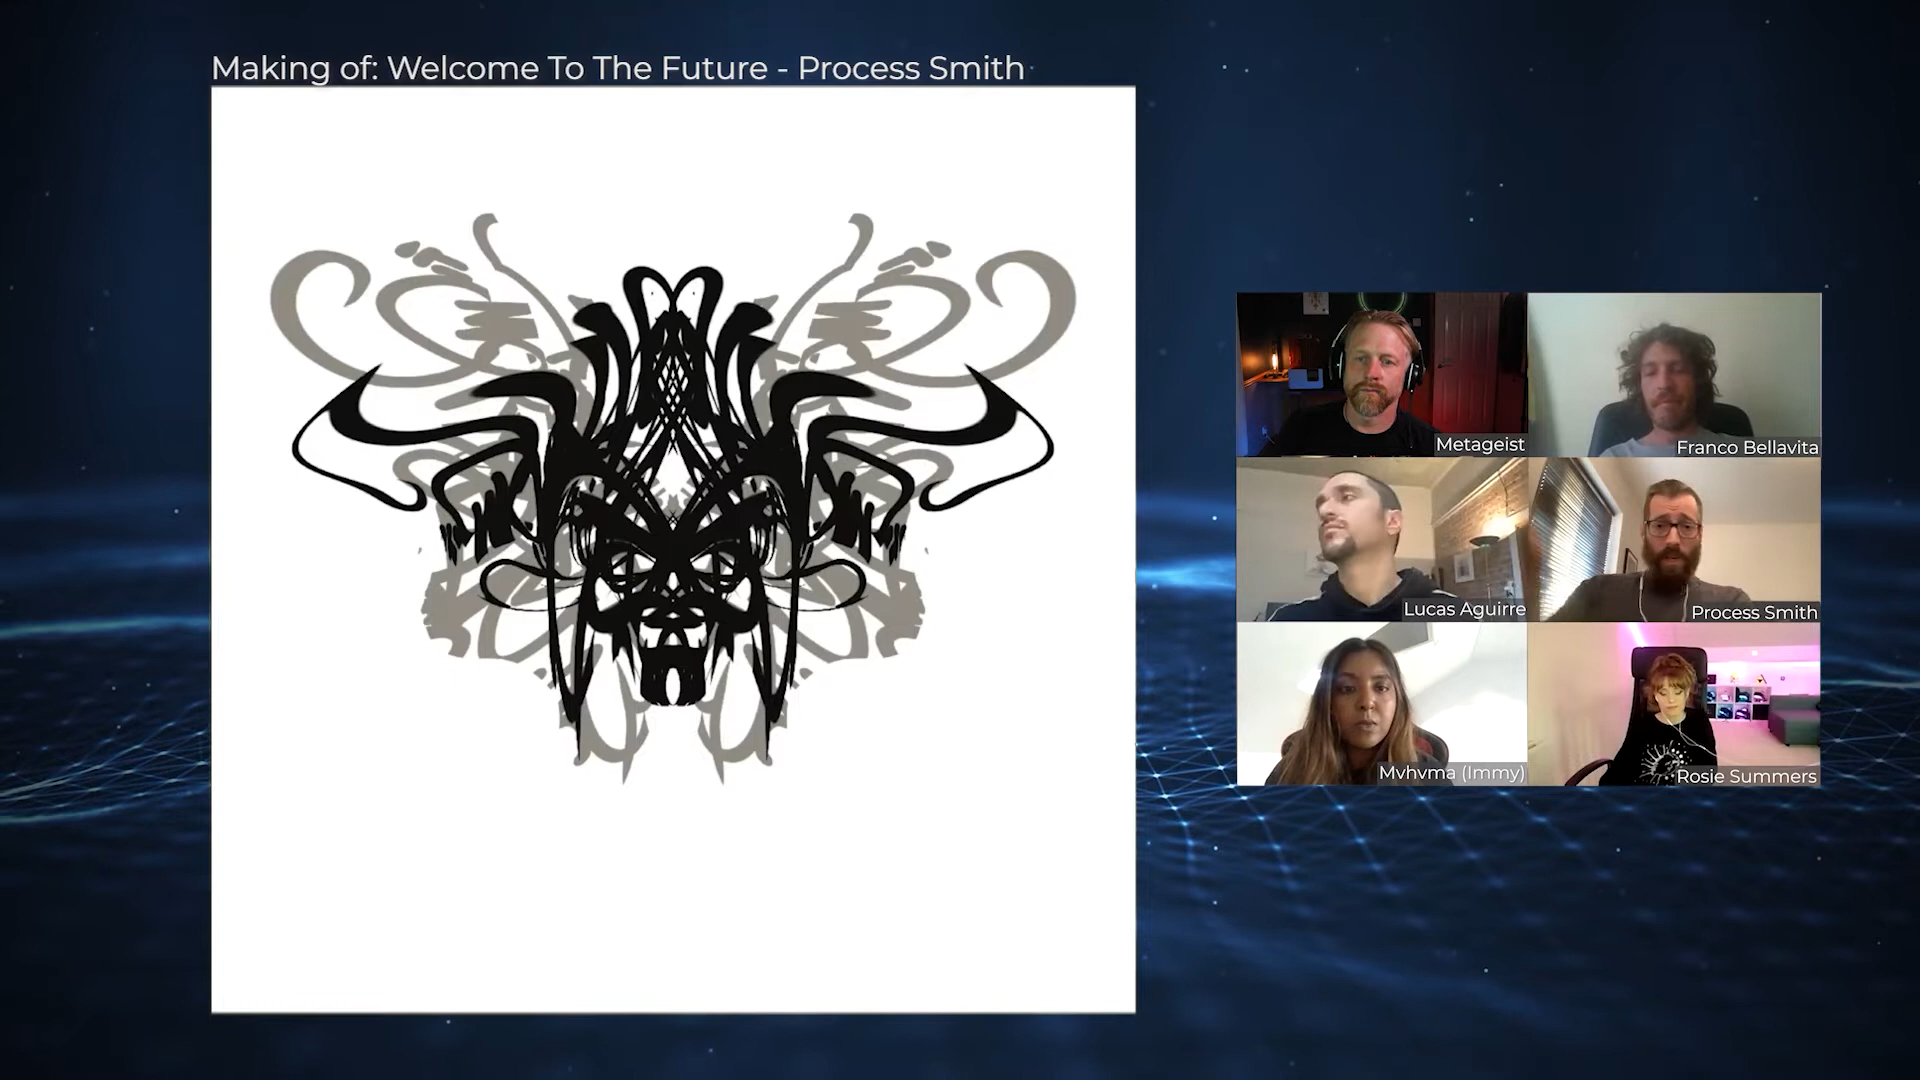 Making of: Welcome To The Future - Process Smith
Metageist
Franco Bellavita
Lucas Aguirre
Process Smith
Mvhvma (Immy)
Rosie Summers